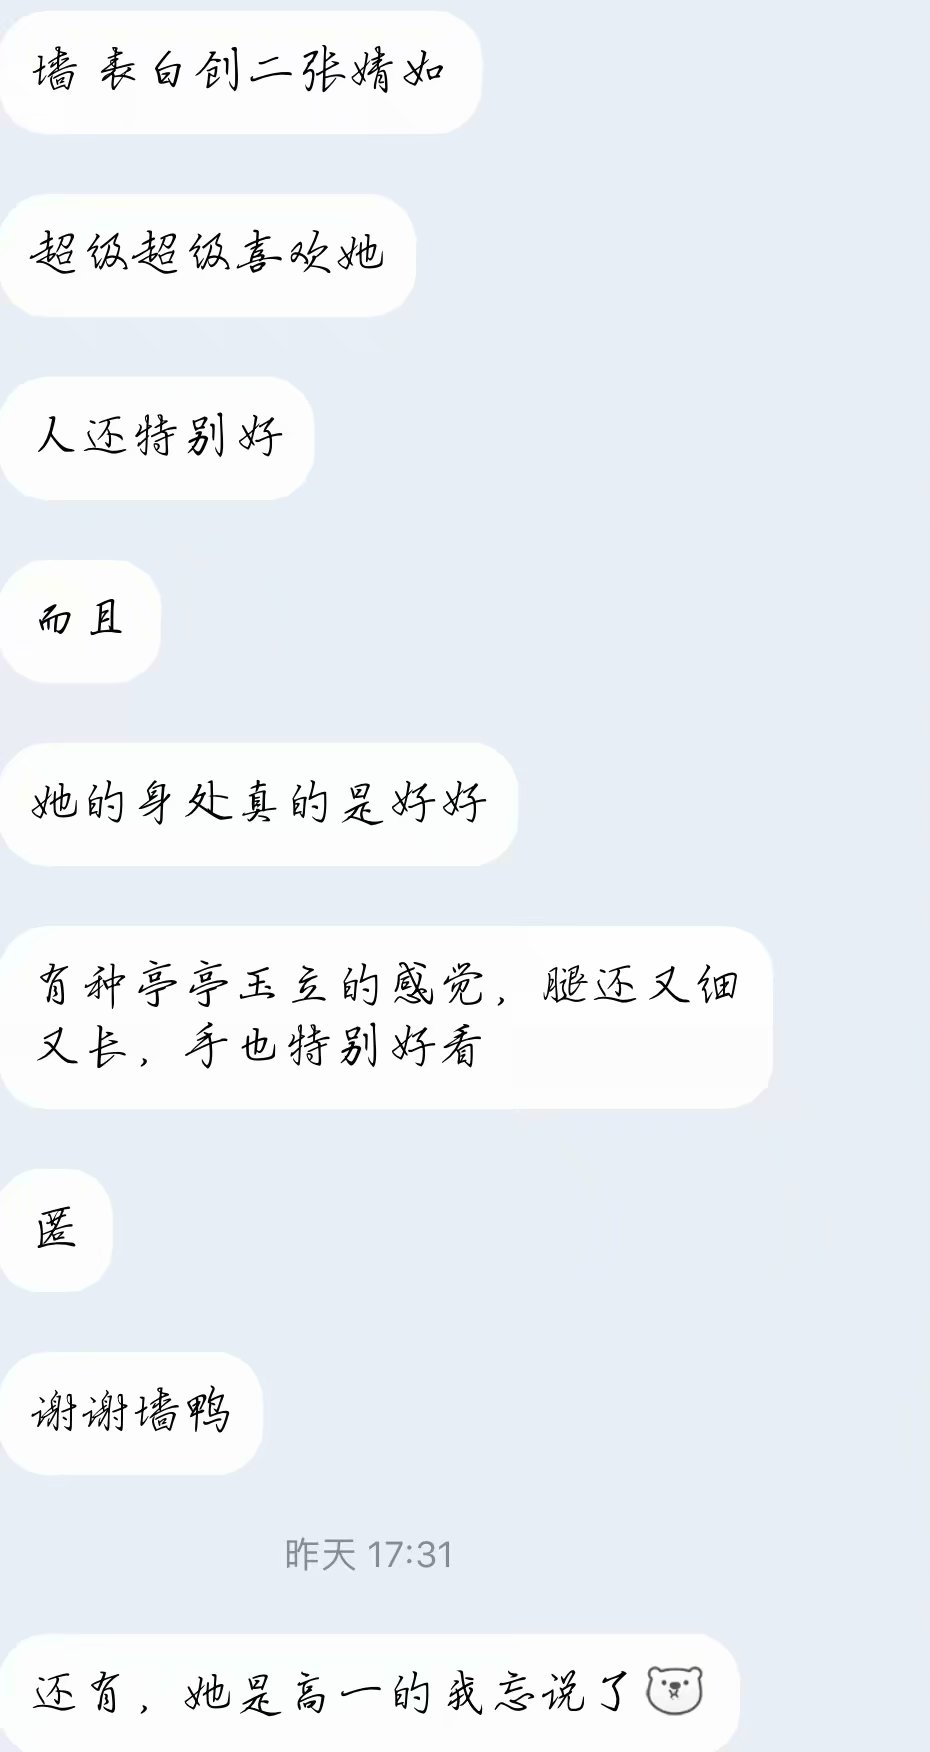 墙 表白创二张婧如
超级超级喜欢她
人还特别好
而且
她的身处真的是好好
有种亭亭玉立的感觉，腿还又细
又长，手也特别好看
匿
谢谢墙鸭
昨天 17:31
还有，她是高一的我忘说了